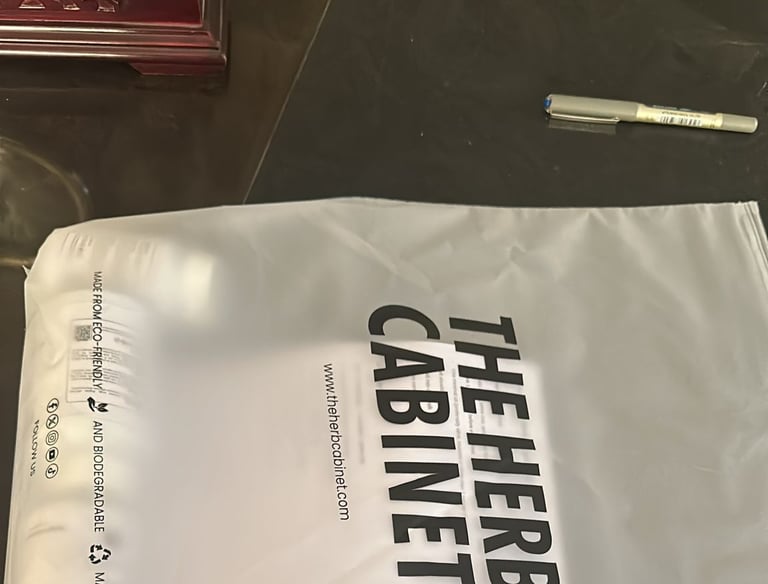 THE HERB
CABINET
www.theherbcabinet.com
MADE FROM ECO-FRIENDLY AND BIODEGRADABLE
FOLLOW US